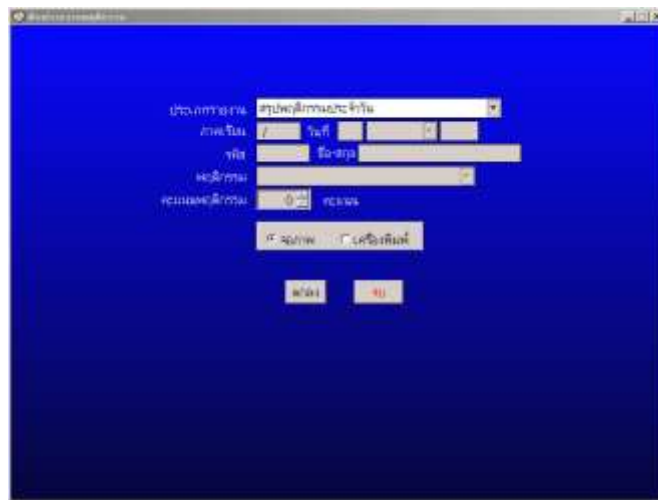 ประเภทรายงาน สรุปพฤติกรรมประจำวัน
ภาคเรียน / วันที่
รหัส ชื่อ-สกุล
พฤติกรรม
คะแนนพฤติกรรม 0 คะแนน
จอภาพ เครื่องพิมพ์
ตกลง จบ